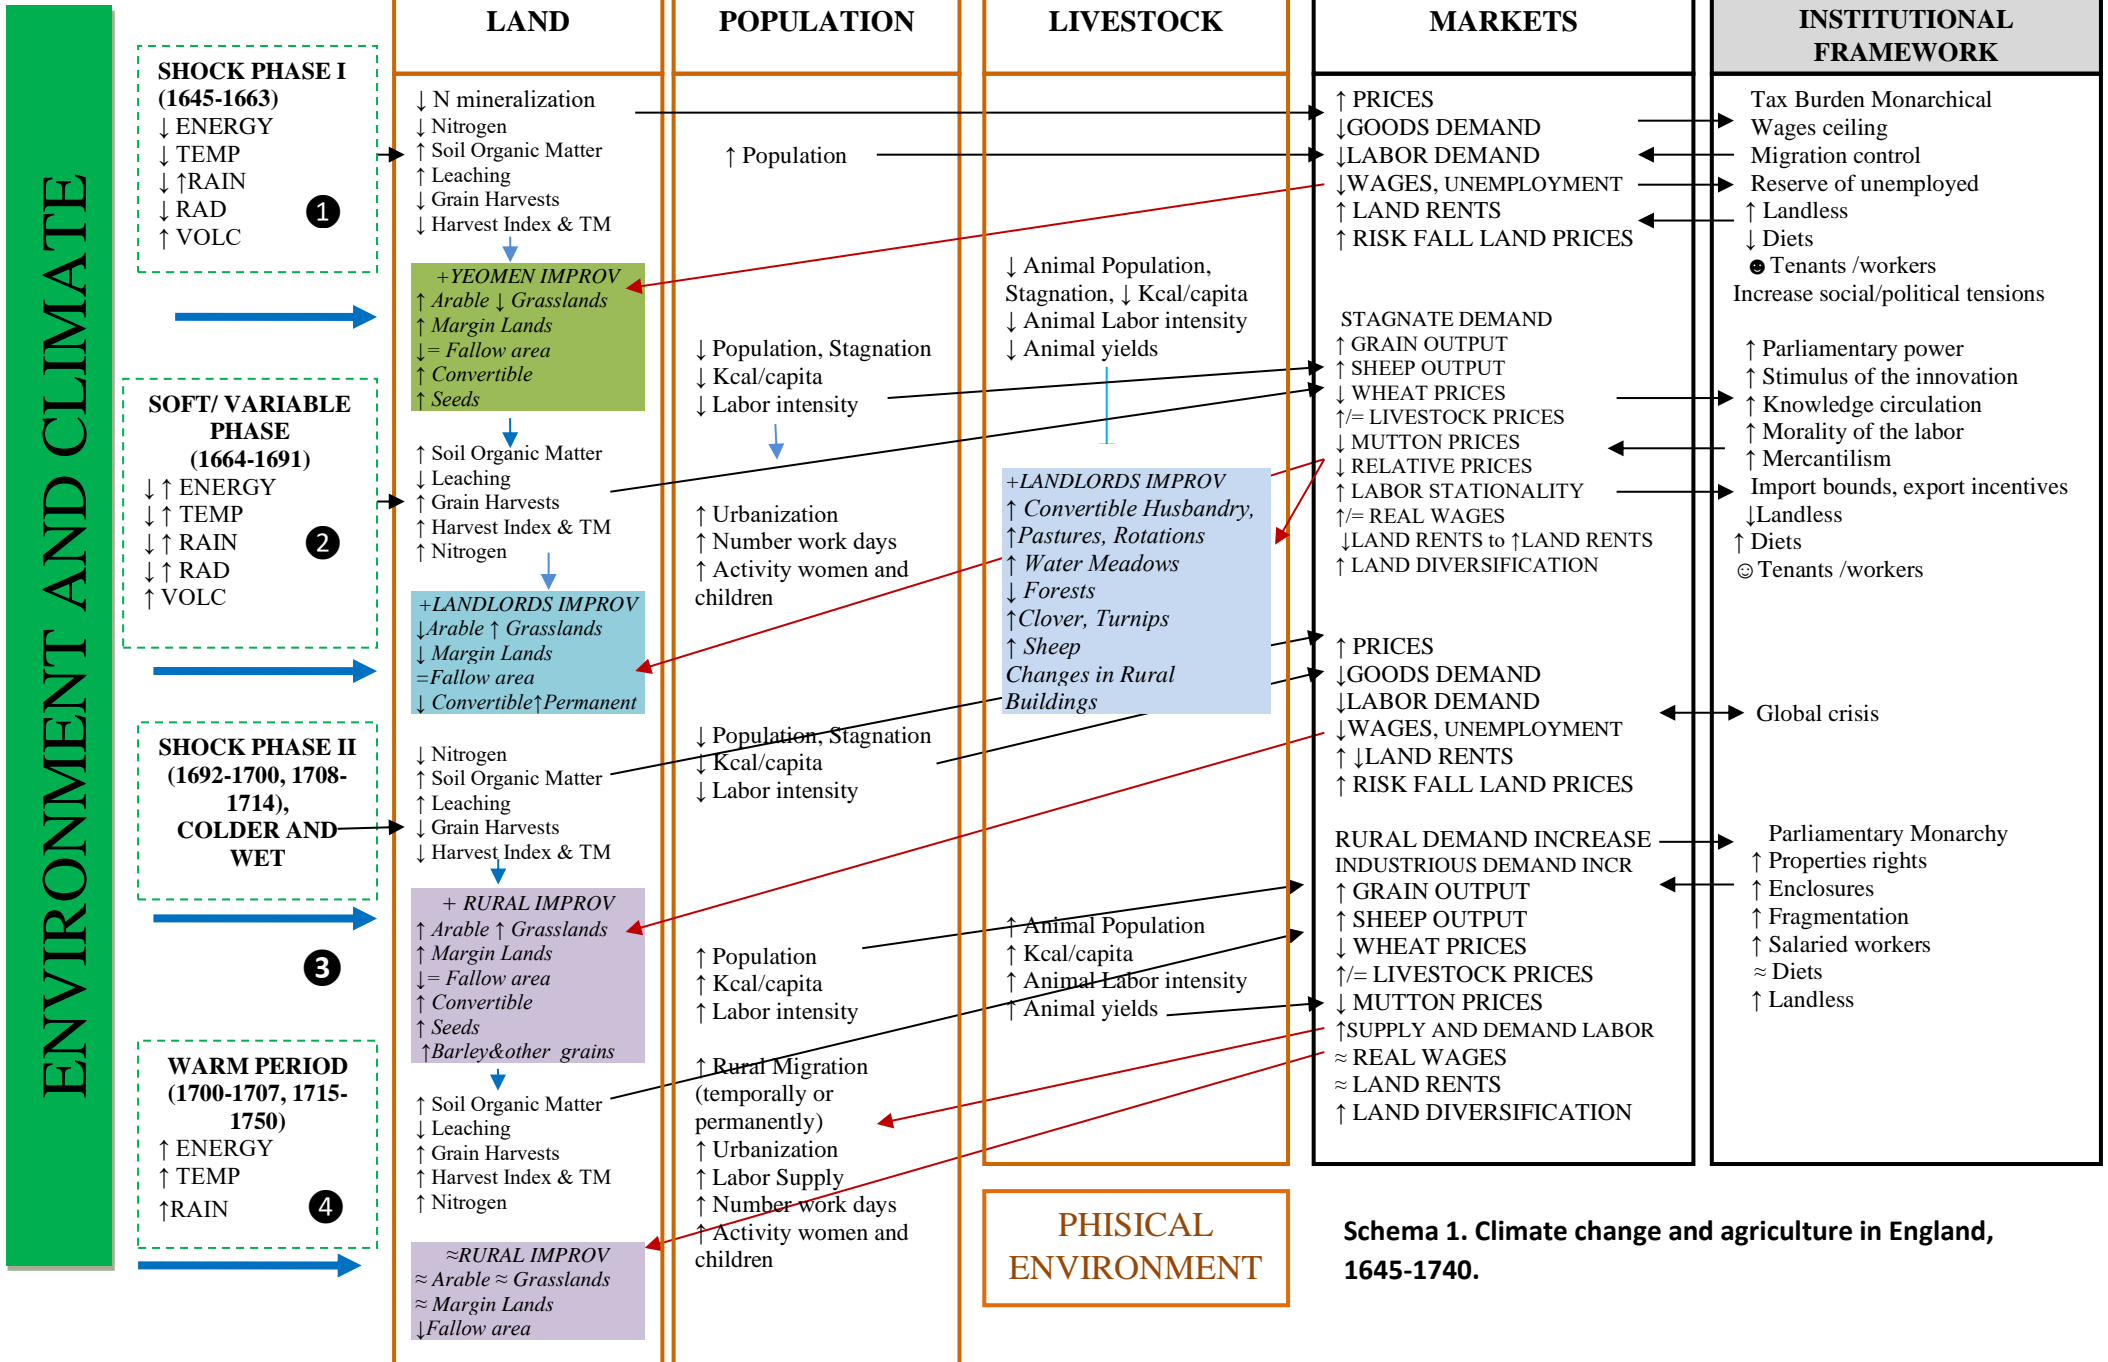 ENVIRONMENT AND CLIMATE
SHOCK PHASE I
(1645-1663)
↓ ENERGY
↓ TEMP
↓ ↑RAIN
↓ RAD
↑ VOLC
❶
SOFT/ VARIABLE
PHASE
(1664-1691)
↓ ↑ ENERGY
↓ ↑ TEMP
↓ ↑ RAIN
↓ ↑ RAD
↑ VOLC
❷
SHOCK PHASE II
(1692-1700, 1708-
1714),
COLDER AND
WET
❸
WARM PERIOD
(1700-1707, 1715-
1750)
↑ ENERGY
↑ TEMP
↑RAIN
❹
LAND
↓ N mineralization
↓ Nitrogen
↑ Soil Organic Matter
↑ Leaching
↓ Grain Harvests
↓ Harvest Index & TM
+YEOMEN IMPROV
↑ Arable ↓ Grasslands
↑ Margin Lands
↓= Fallow area
↑ Convertible
↑ Seeds
↑ Soil Organic Matter
↓ Leaching
↑ Grain Harvests
↑ Harvest Index & TM
↑ Nitrogen
+LANDLORDS IMPROV
↓Arable ↑ Grasslands
↓ Margin Lands
=Fallow area
↓ Convertible↑Permanent
↓ Nitrogen
↑ Soil Organic Matter
↑ Leaching
↓ Grain Harvests
↓ Harvest Index & TM
+ RURAL IMPROV
↑ Arable ↑ Grasslands
↑ Margin Lands
↓= Fallow area
↑ Convertible
↑ Seeds
↑Barley&other grains
↑ Soil Organic Matter
↓ Leaching
↑ Grain Harvests
↑ Harvest Index & TM
↑ Nitrogen
≈RURAL IMPROV
≈ Arable ≈ Grasslands
≈ Margin Lands
↓Fallow area
POPULATION
↑ Population
↓ Population, Stagnation
↓ Kcal/capita
↓ Labor intensity
↑ Urbanization
↑ Number work days
↑ Activity women and
children
↓ Population, Stagnation
↓ Kcal/capita
↓ Labor intensity
↑ Population
↑ Kcal/capita
↑ Labor intensity
↑ Rural Migration
(temporally or
permanently)
↑ Urbanization
↑ Labor Supply
↑ Number work days
↑ Activity women and
children
LIVESTOCK
↓ Animal Population,
Stagnation, ↓ Kcal/capita
↓ Animal Labor intensity
↓ Animal yields
+LANDLORDS IMPROV
↑ Convertible Husbandry,
↑Pastures, Rotations
↑ Water Meadows
↓ Forests
↑Clover, Turnips
↑ Sheep
Changes in Rural
Buildings
↑ Animal Population
↑ Kcal/capita
↑ Animal Labor intensity
↑ Animal yields
PHISICAL
ENVIRONMENT
MARKETS
↑ PRICES
↓GOODS DEMAND
↓LABOR DEMAND
↓WAGES, UNEMPLOYMENT
↑ LAND RENTS
↑ RISK FALL LAND PRICES
STAGNATE DEMAND
↑ GRAIN OUTPUT
↑ SHEEP OUTPUT
↓ WHEAT PRICES
↑/= LIVESTOCK PRICES
↓ MUTTON PRICES
↓ RELATIVE PRICES
↑ LABOR STATIONALITY
↑/= REAL WAGES
↓LAND RENTS to ↑LAND RENTS
↑ LAND DIVERSIFICATION
↑ PRICES
↓GOODS DEMAND
↓LABOR DEMAND
↓WAGES, UNEMPLOYMENT
↑ ↓LAND RENTS
↑ RISK FALL LAND PRICES
RURAL DEMAND INCREASE
INDUSTRIOUS DEMAND INCR
↑ GRAIN OUTPUT
↑ SHEEP OUTPUT
↓ WHEAT PRICES
↑/= LIVESTOCK PRICES
↓ MUTTON PRICES
↑SUPPLY AND DEMAND LABOR
≈ REAL WAGES
≈ LAND RENTS
↑ LAND DIVERSIFICATION
INSTITUTIONAL
FRAMEWORK
Tax Burden Monarchical
Wages ceiling
Migration control
Reserve of unemployed
↑ Landless
↓ Diets
☻Tenants /workers
Increase social/political tensions
↑ Parliamentary power
↑ Stimulus of the innovation
↑ Knowledge circulation
↑ Morality of the labor
↑ Mercantilism
Import bounds, export incentives
↓Landless
↑ Diets
☺Tenants /workers
Global crisis
Parliamentary Monarchy
↑ Properties rights
↑ Enclosures
↑ Fragmentation
↑ Salaried workers
≈ Diets
↑ Landless
Schema 1. Climate change and agriculture in England,
1645-1740.